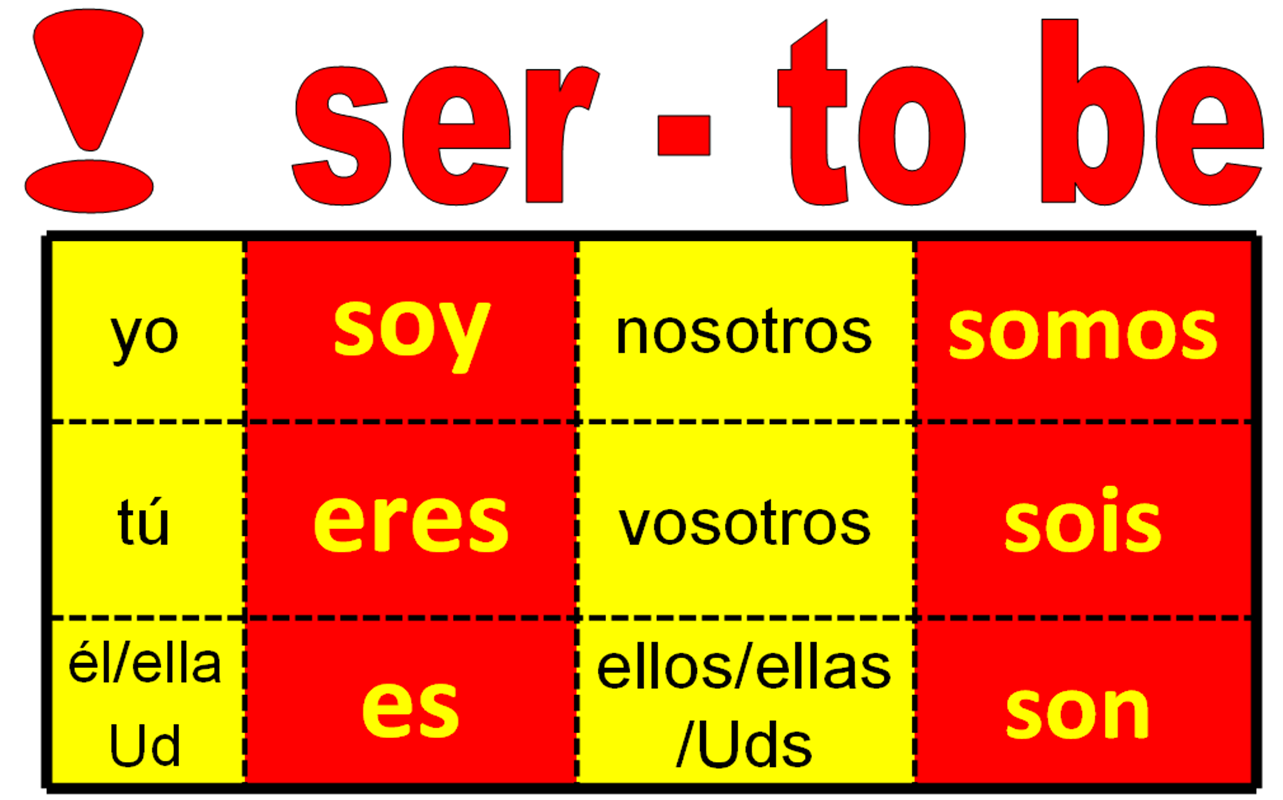 ! ser - to be
yo soy nosotros somos
tú eres vosotros sois
él/ella
Ud es ellos/ellas
/Uds son